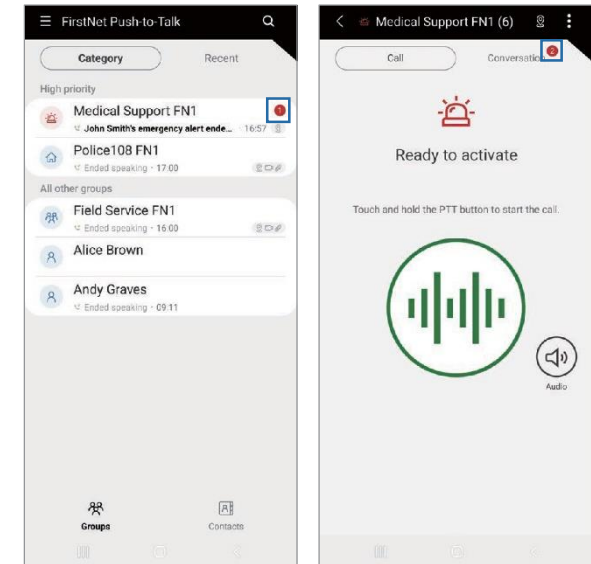 FirstNet Push-to-Talk
Category
Recent
High priority
Medical Support FN1
1
John Smith's emergency alert ende...
16:57
Police108 FN1
Ended speaking · 17:00
All other groups
Field Service FN1
Ended speaking · 16:00
Alice Brown
Andy Graves
Ended speaking · 09:11
Groups
Contacts
Medical Support FN1 (6)
Call
Conversation
2
Ready to activate
Touch and hold the PTT button to start the call.
Audio